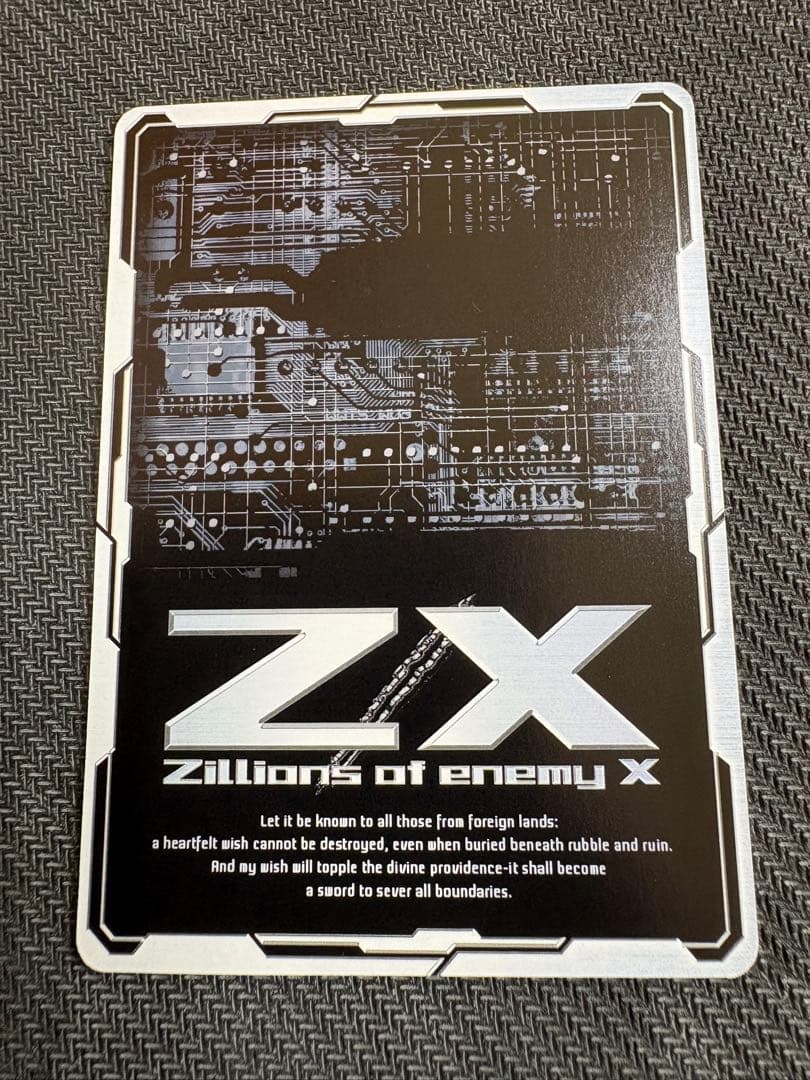 Z/X
Zillions of enemy X
Let it be known to all those from foreign lands:
a heartfelt wish cannot be destroyed, even when buried beneath rubble and ruin.
And my wish will topple the divine providence-it shall become
a sword to sever all boundaries.